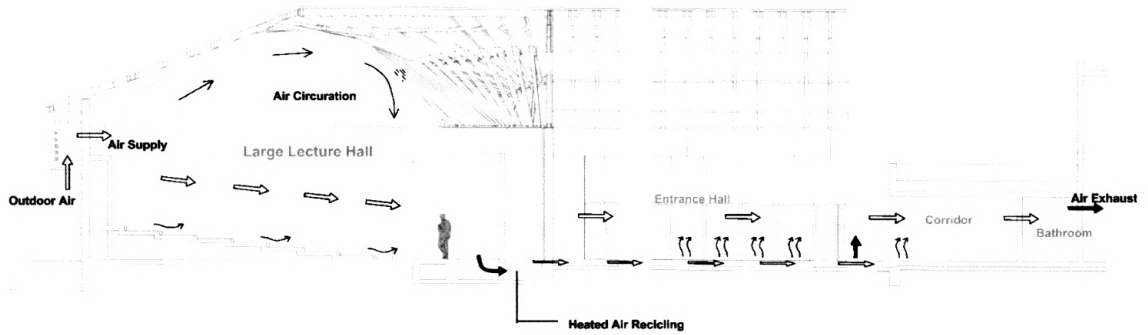 Air Circuration
Air Supply
Large Lecture Hall
Outdoor Air
Entrance Hall
Air Exhaust
Corridor
Bathroom
Heated Air Recicling